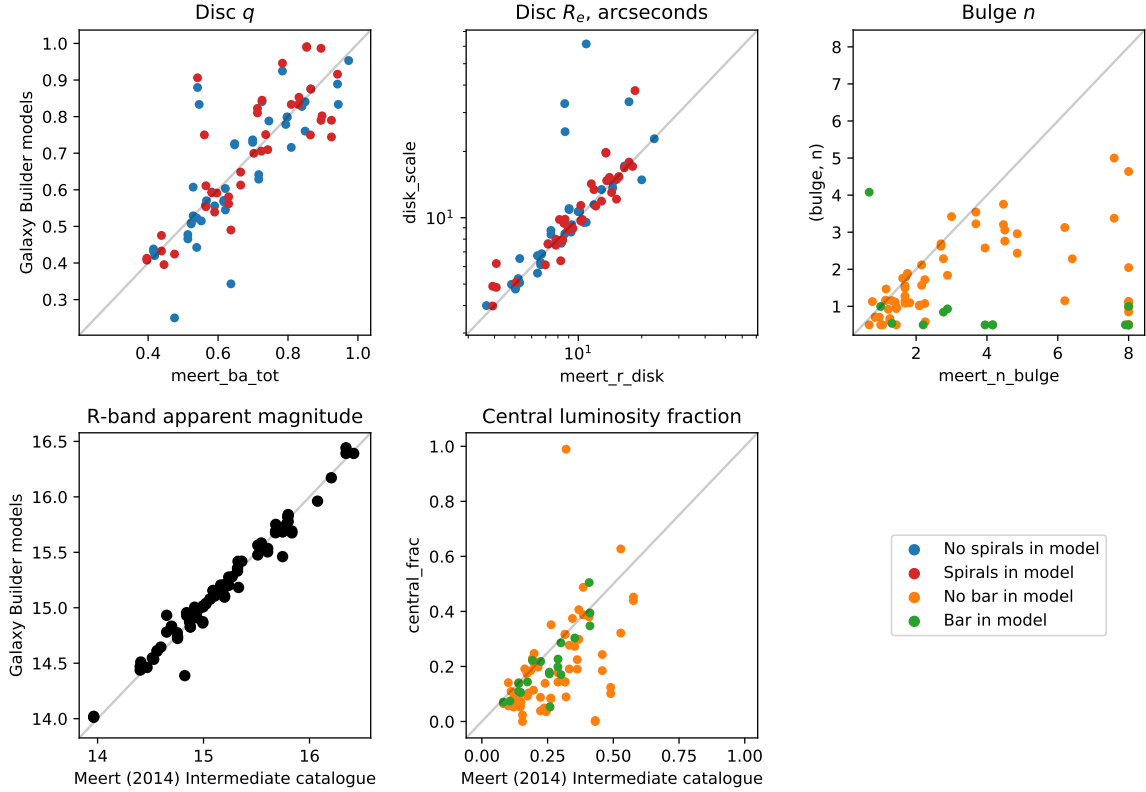 Disc q
1.0
0.9
0.8
0.7
0.6
0.5
0.4
0.3
Galaxy Builder models
0.4 0.6 0.8 1.0
meert_ba_tot
Disc Rₑ, arcseconds
10¹
disk_scale
10¹
meert_r_disk
Bulge n
8
7
6
5
4
3
2
1
(bulge, n)
2 4 6 8
meert_n_bulge
R-band apparent magnitude
16.5
16.0
15.5
15.0
14.5
14.0
Galaxy Builder models
14 15 16
Meert (2014) Intermediate catalogue
Central luminosity fraction
1.0
0.8
0.6
0.4
0.2
0.0
central_frac
0.00 0.25 0.50 0.75 1.00
Meert (2014) Intermediate catalogue
No spirals in model
Spirals in model
No bar in model
Bar in model